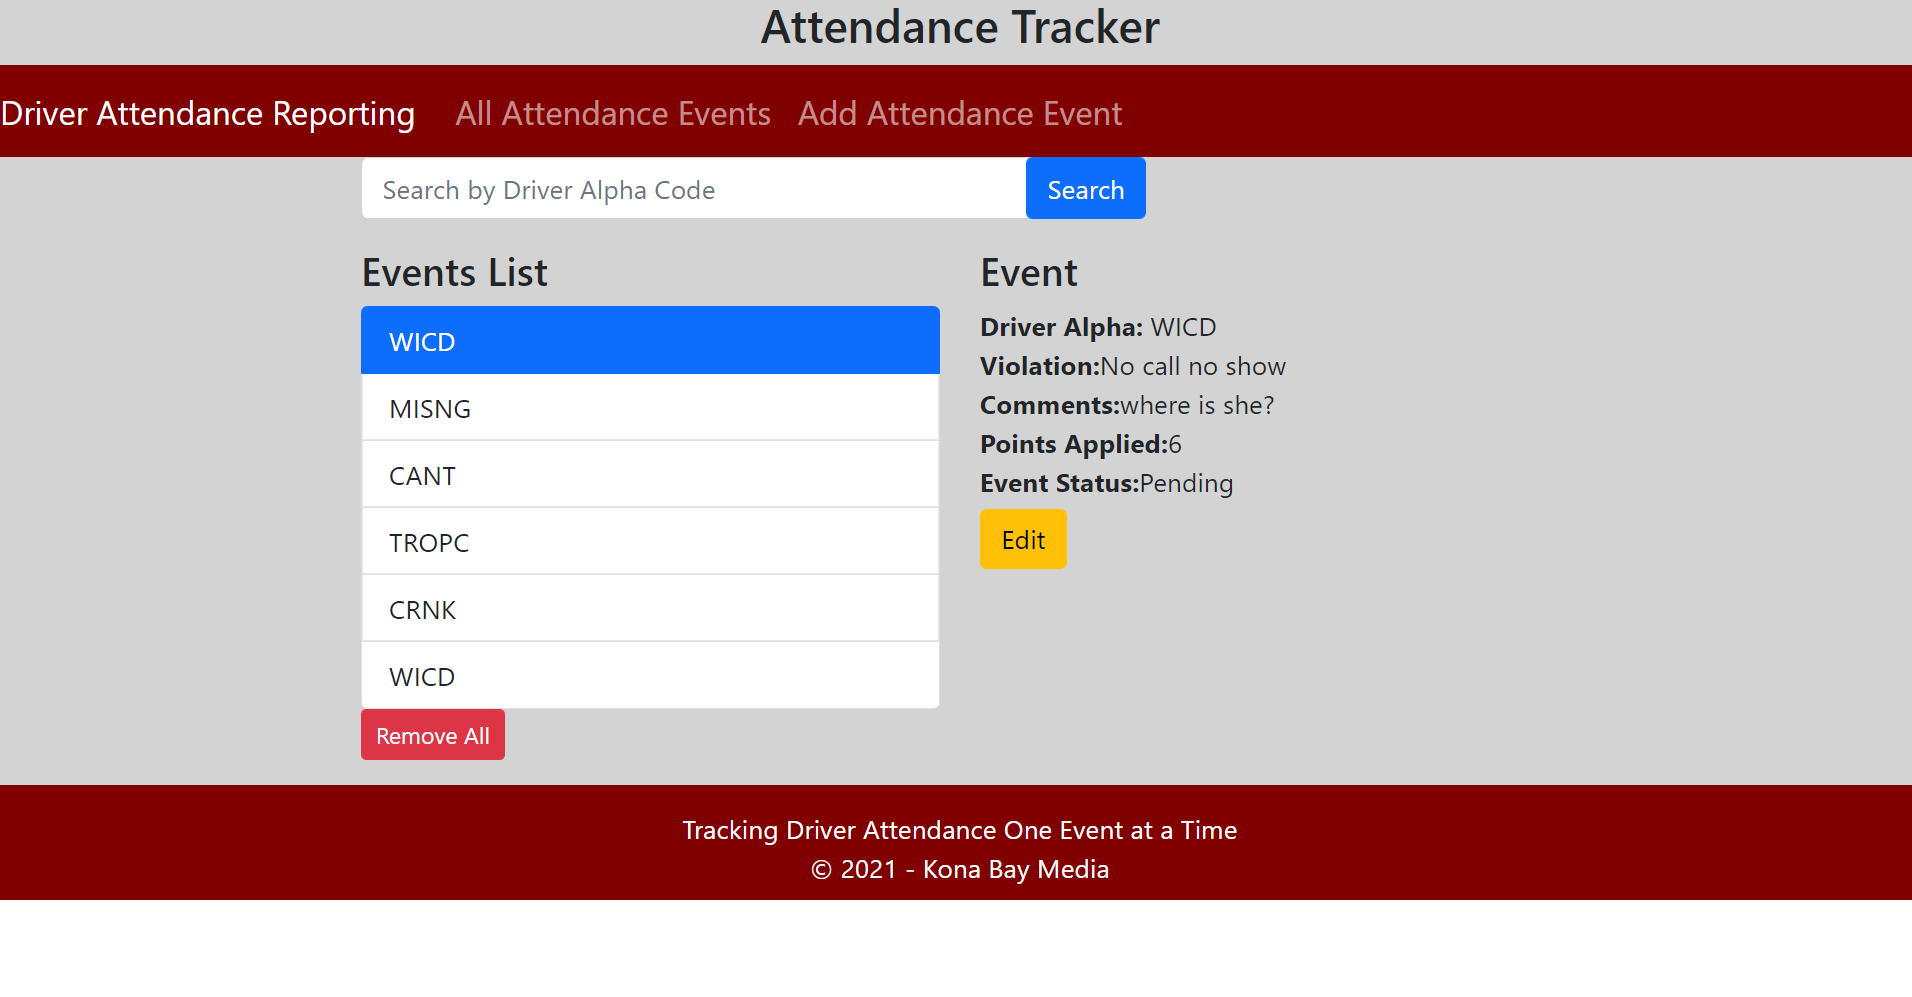 Attendance Tracker
Driver Attendance Reporting All Attendance Events Add Attendance Event
Search by Driver Alpha Code Search
Events List
WICD
MISNG
CANT
TROPC
CRNK
WICD
Remove All
Event
Driver Alpha: WICD
Violation:No call no show
Comments:where is she?
Points Applied:6
Event Status:Pending
Edit
Tracking Driver Attendance One Event at a Time
© 2021 - Kona Bay Media